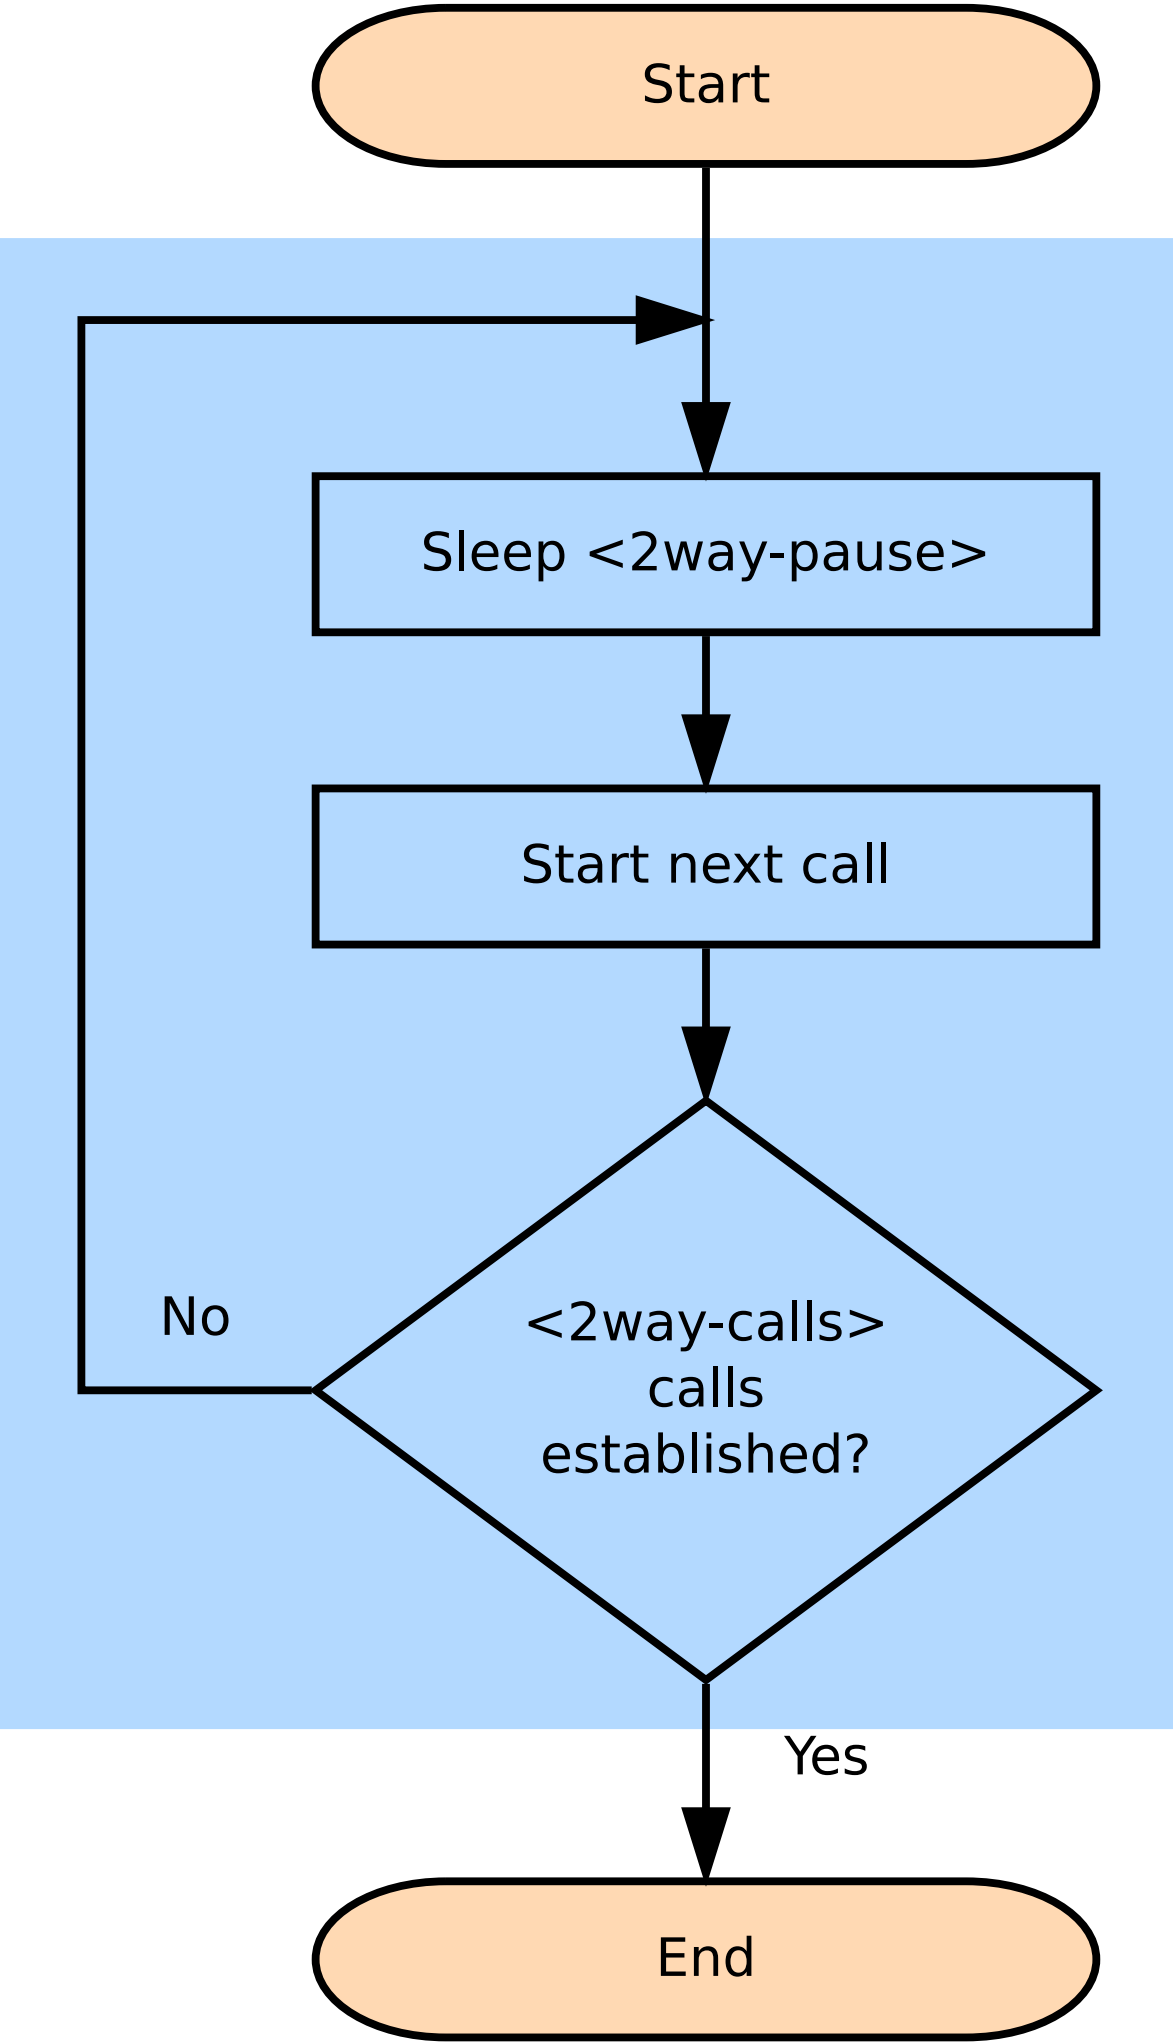 Start
Sleep <2way-pause>
Start next call
<2way-calls>
calls
established?
No
Yes
End